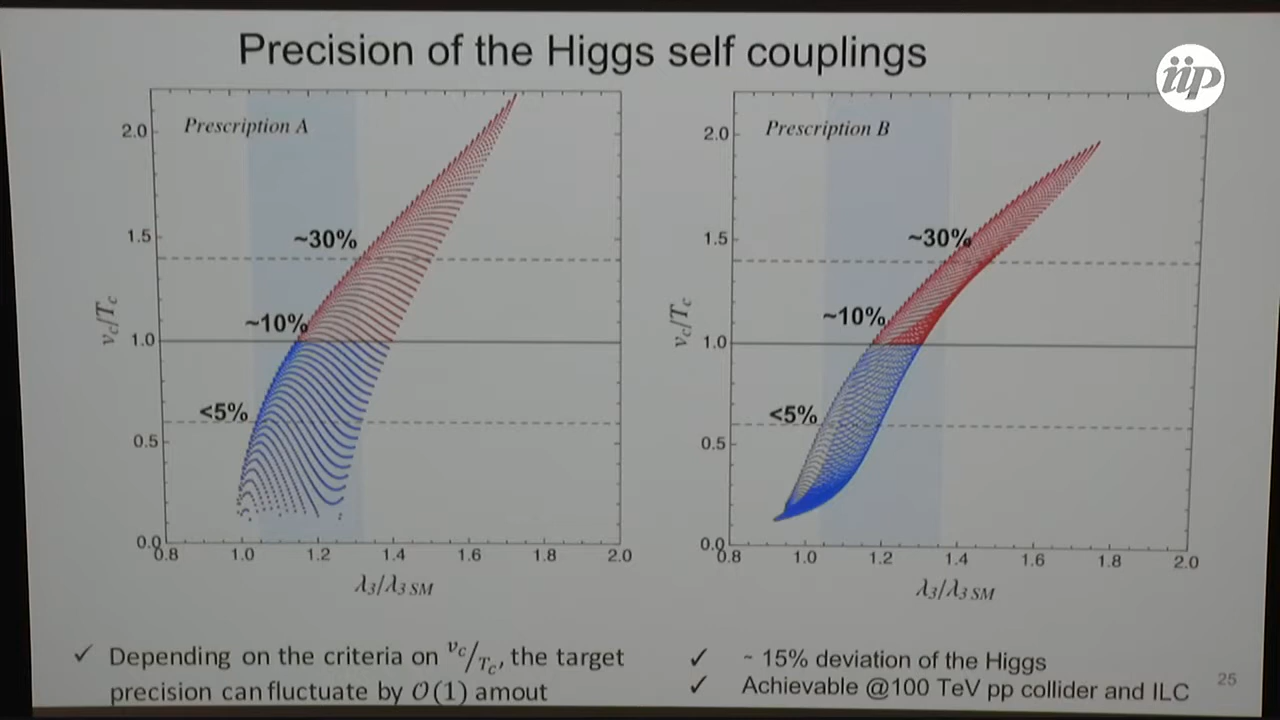 Precision of the Higgs self couplings
iip
Prescription A
2.0
1.5
1.0
0.5
0.0
~30%
~10%
<5%
v_c/T_c
0.8 1.0 1.2 1.4 1.6 1.8 2.0
λ₃/λ₃ SM
Prescription B
2.0
1.5
1.0
0.5
0.0
~30%
~10%
<5%
v_c/T_c
0.8 1.0 1.2 1.4 1.6 1.8 2.0
λ₃/λ₃ SM
✓ Depending on the criteria on v_c/T_c, the target
precision can fluctuate by O(1) amout
✓ ~ 15% deviation of the Higgs
✓ Achievable @100 TeV pp collider and ILC
25